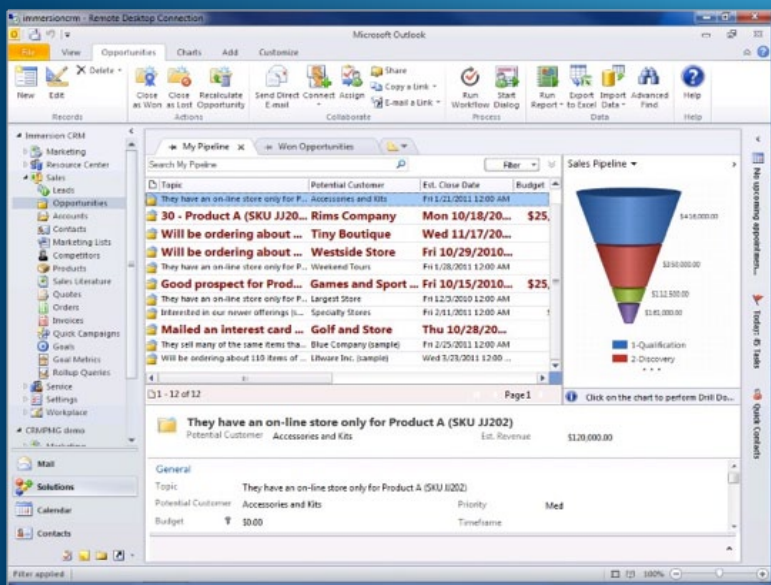 immersioncrm - Remote Desktop Connection
Microsoft Outlook
File View Opportunities Charts Add Customize
New Edit Delete
Close as Won Close as Lost Recalculate Opportunity
Send Direct E-mail Connect Assign Share Copy a Link E-mail a Link
Run Workflow Start Dialog
Run Report Export to Excel Import Data Advanced Find
Help
Records Actions Collaborate Process Data Help
Immersion CRM
Marketing
Resource Center
Sales
Leads
Opportunities
Accounts
Contacts
Marketing Lists
Competitors
Products
Sales Literature
Quotes
Orders
Invoices
Quick Campaigns
Goals
Goal Metrics
Rollup Queries
Service
Settings
Workplace
CRMPMG demo
Marketing
Mail
Solutions
Calendar
Contacts
My Pipeline Won Opportunities
Search My Pipeline Filter
Topic Potential Customer Est. Close Date Budget
They have an on-line store only for P... Accessories and Kits Fri 1/21/2011 12:00 AM
30 - Product A (SKU JJ20... Rims Company Mon 10/18/20... $25,
Will be ordering about ... Tiny Boutique Wed 11/17/20...
Will be ordering about ... Westside Store Fri 10/29/2010...
They have an on-line store only for P... Weekend Tours Fri 1/28/2011 12:00 AM
Good prospect for Prod... Games and Sport ... Fri 10/15/2010... $25,
They have an on-line store only for P... Largest Store Fri 12/3/2010 12:00 AM
Interested in our newer offerings (s... Specialty Stores Fri 2/11/2011 12:00 AM
Mailed an interest card ... Golf and Store Thu 10/28/20...
They sell many of the same items tha... Blue Company (sample) Fri 2/25/2011 12:00 AM
Will be ordering about 110 items of ... Litware Inc. (sample) Wed 3/23/2011 12:00 ...
1 - 12 of 12 Page 1
Sales Pipeline
$416,000.00
$350,000.00
$112,500.00
$161,000.00
1-Qualification
2-Discovery
Click on the chart to perform Drill Do...
They have an on-line store only for Product A (SKU JJ202)
Potential Customer Accessories and Kits Est. Revenue $120,000.00
General
Topic They have an on-line store only for Product A (SKU JJ202)
Potential Customer Accessories and Kits Priority Med
Budget $0.00 Timeframe
No upcoming appointmen...
Today: 45 Tasks
Quick Contacts
Filter applied 100%